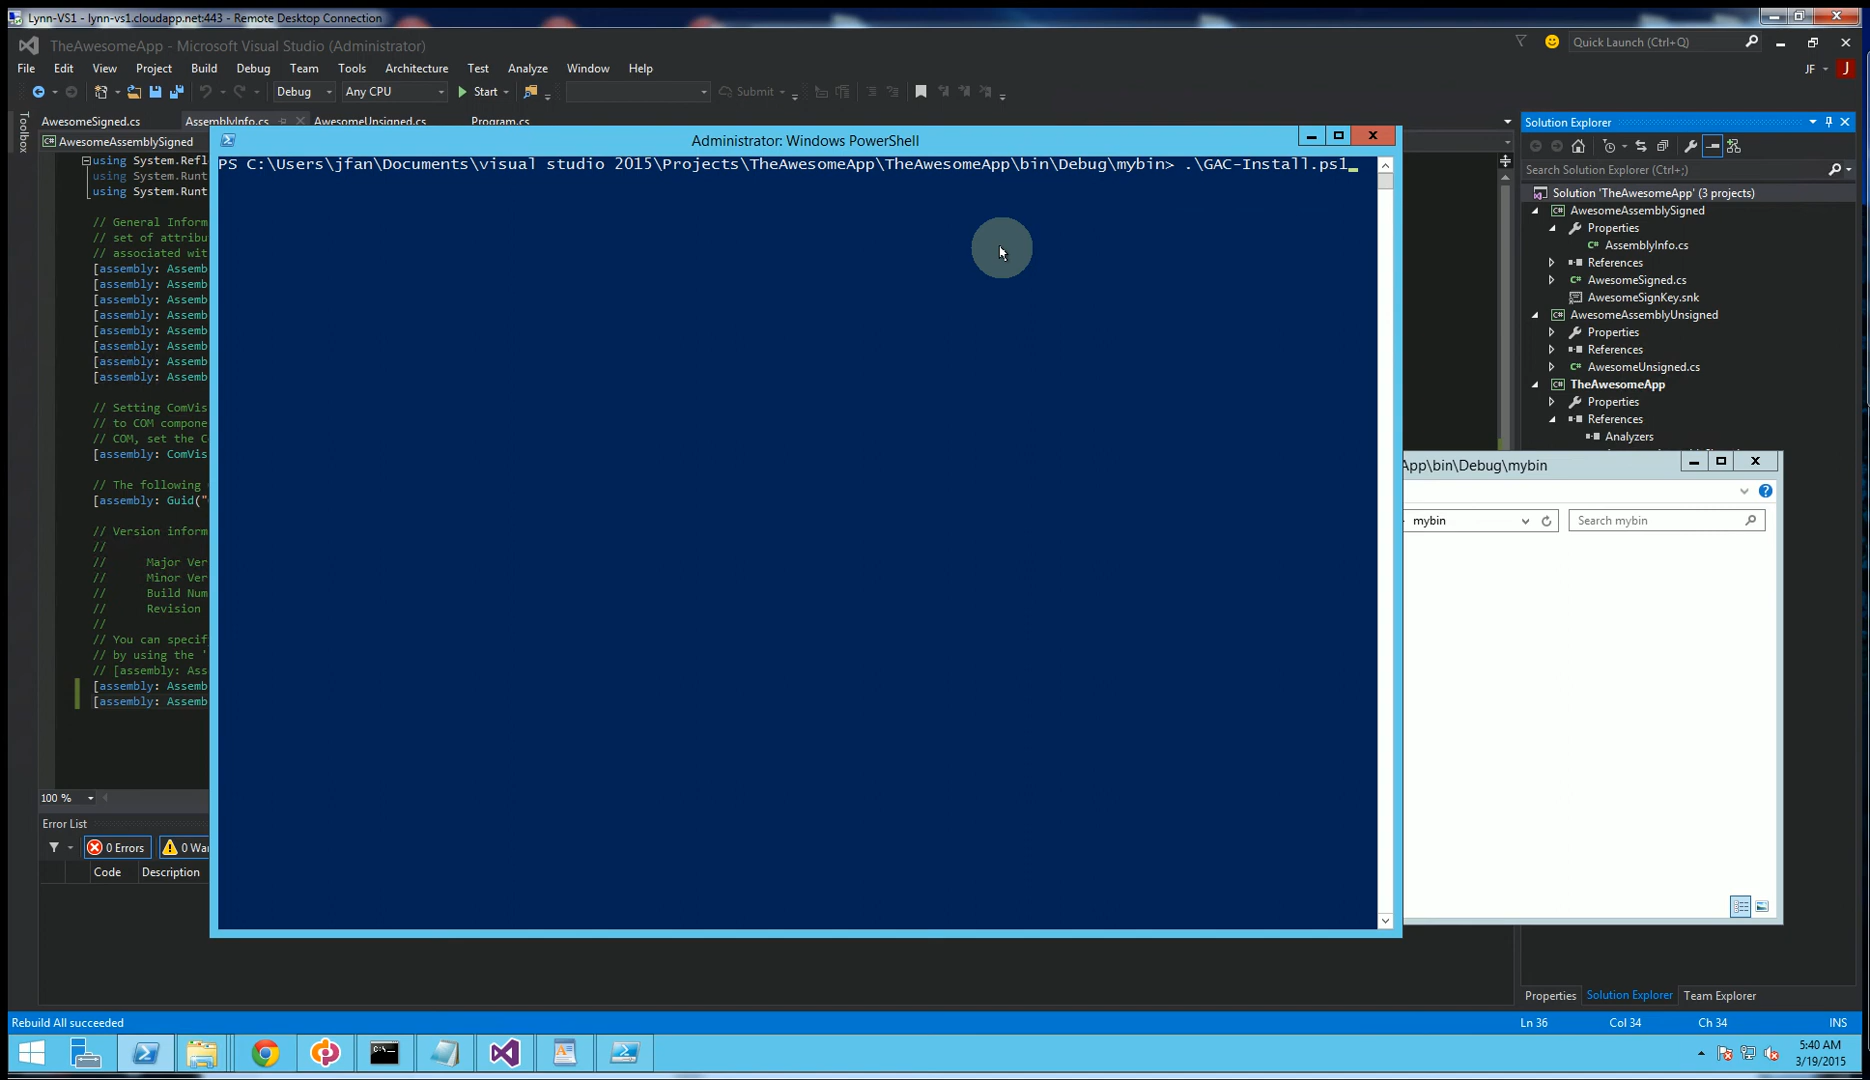 Lynn-VS1 - lynn-vs1.cloudapp.net:443 - Remote Desktop Connection
TheAwesomeApp - Microsoft Visual Studio (Administrator)
Quick Launch (Ctrl+Q)
File Edit View Project Build Debug Team Tools Architecture Test Analyze Window Help
JF J
Debug Any CPU Start Submit
Toolbox
AwesomeSigned.cs AssemblyInfo.cs AwesomeUnsigned.cs Program.cs
AwesomeAssemblySigned
using System.Refle
using System.Runt
using System.Runt
// General Inform
// set of attribu
// associated wit
[assembly: Assemb
[assembly: Assemb
[assembly: Assemb
[assembly: Assemb
[assembly: Assemb
[assembly: Assemb
[assembly: Assemb
[assembly: Assemb
// Setting ComVis
// to COM compone
// COM, set the C
[assembly: ComVis
// The following
[assembly: Guid("
// Version inform
//
// Major Ver
// Minor Ver
// Build Num
// Revision
//
// You can specify
// by using the '
// [assembly: Ass
[assembly: Assemb
[assembly: Assemb
100 %
Administrator: Windows PowerShell
PS C:\Users\jfan\Documents\visual studio 2015\Projects\TheAwesomeApp\TheAwesomeApp\bin\Debug\mybin> .\GAC-Install.ps1
Solution Explorer
Search Solution Explorer (Ctrl+;)
Solution 'TheAwesomeApp' (3 projects)
AwesomeAssemblySigned
Properties
AssemblyInfo.cs
References
AwesomeSigned.cs
AwesomeSignKey.snk
AwesomeAssemblyUnsigned
Properties
References
AwesomeUnsigned.cs
TheAwesomeApp
Properties
References
Analyzers
App\bin\Debug\mybin
mybin
Search mybin
Error List
0 Errors 0 War
Code Description
Properties Solution Explorer Team Explorer
Rebuild All succeeded
Ln 36 Col 34 Ch 34 INS
5:40 AM
3/19/2015